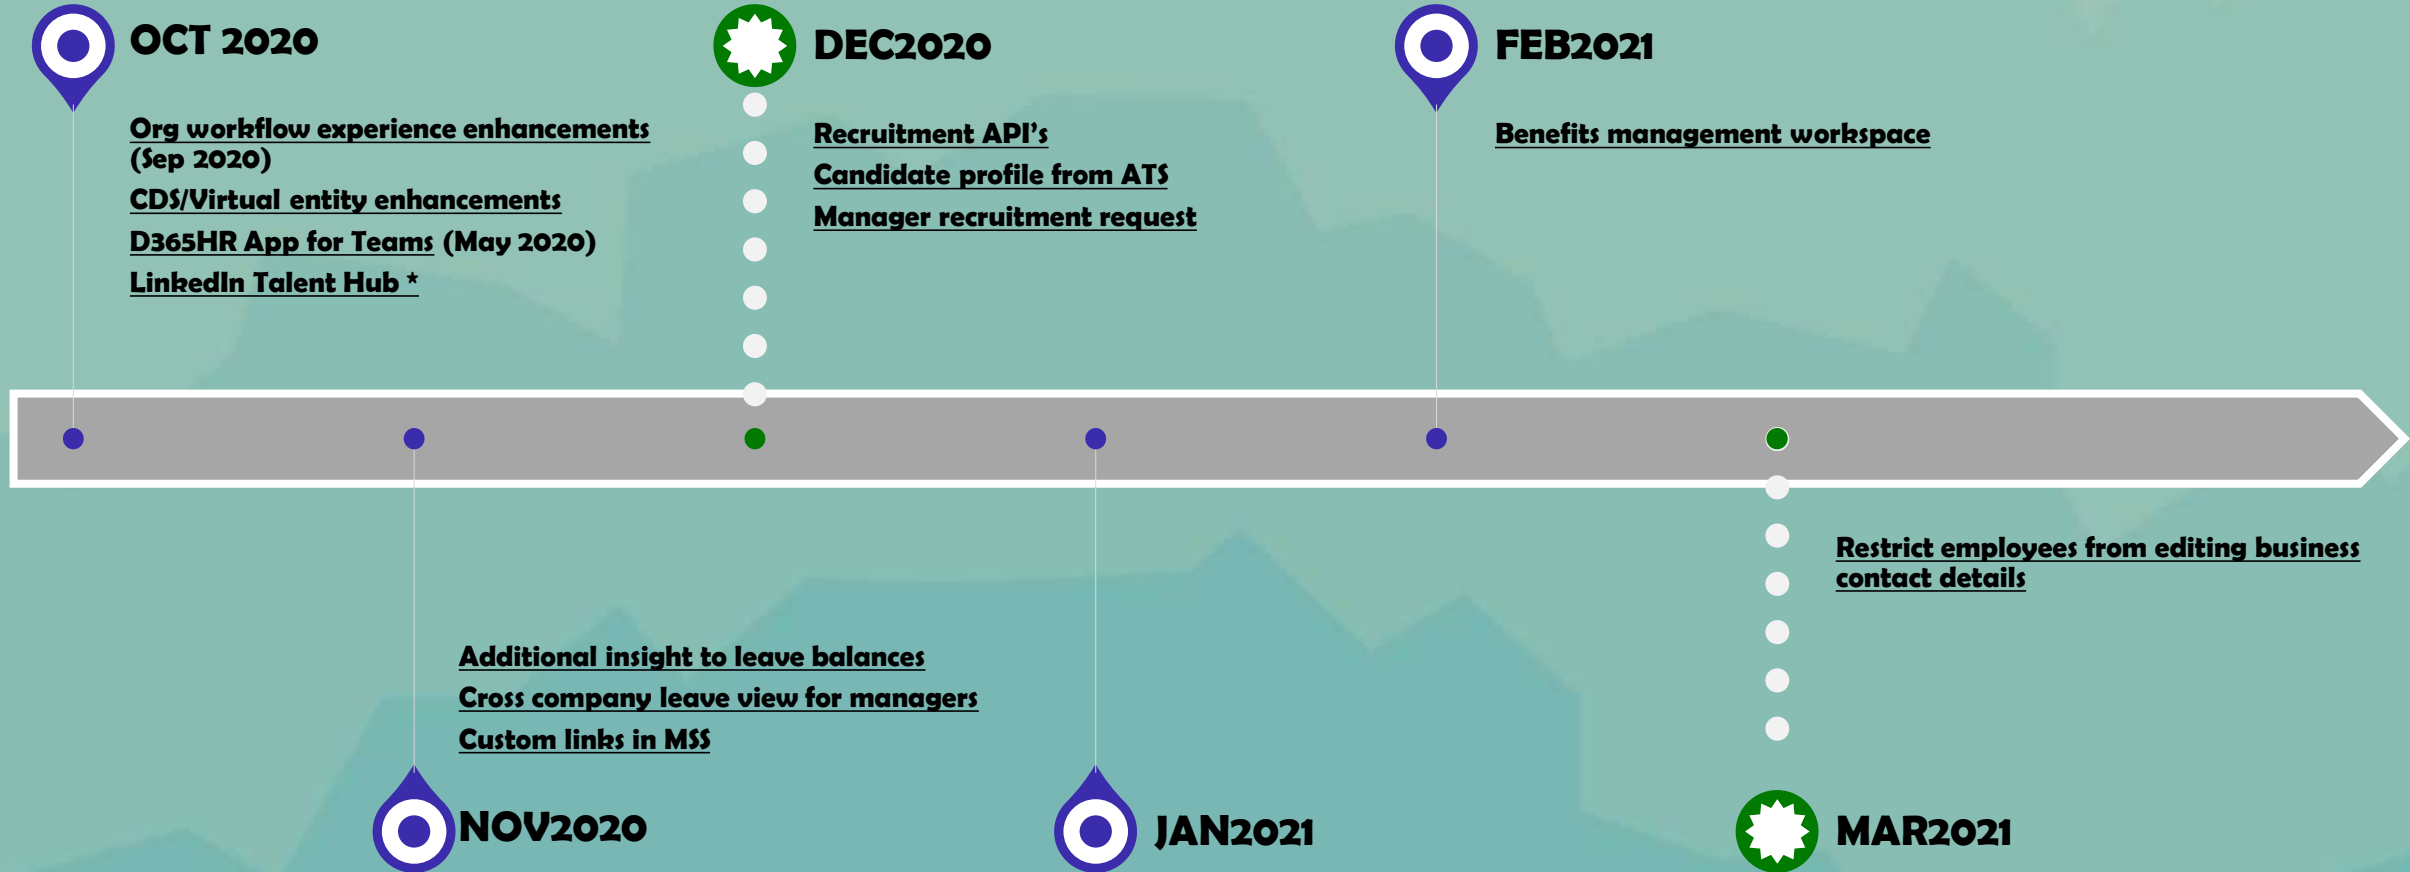 OCT 2020
Org workflow experience enhancements
(Sep 2020)
CDS/Virtual entity enhancements
D365HR App for Teams (May 2020)
LinkedIn Talent Hub *
DEC2020
Recruitment API's
Candidate profile from ATS
Manager recruitment request
FEB2021
Benefits management workspace
Additional insight to leave balances
Cross company leave view for managers
Custom links in MSS
NOV2020
JAN2021
Restrict employees from editing business
contact details
MAR2021